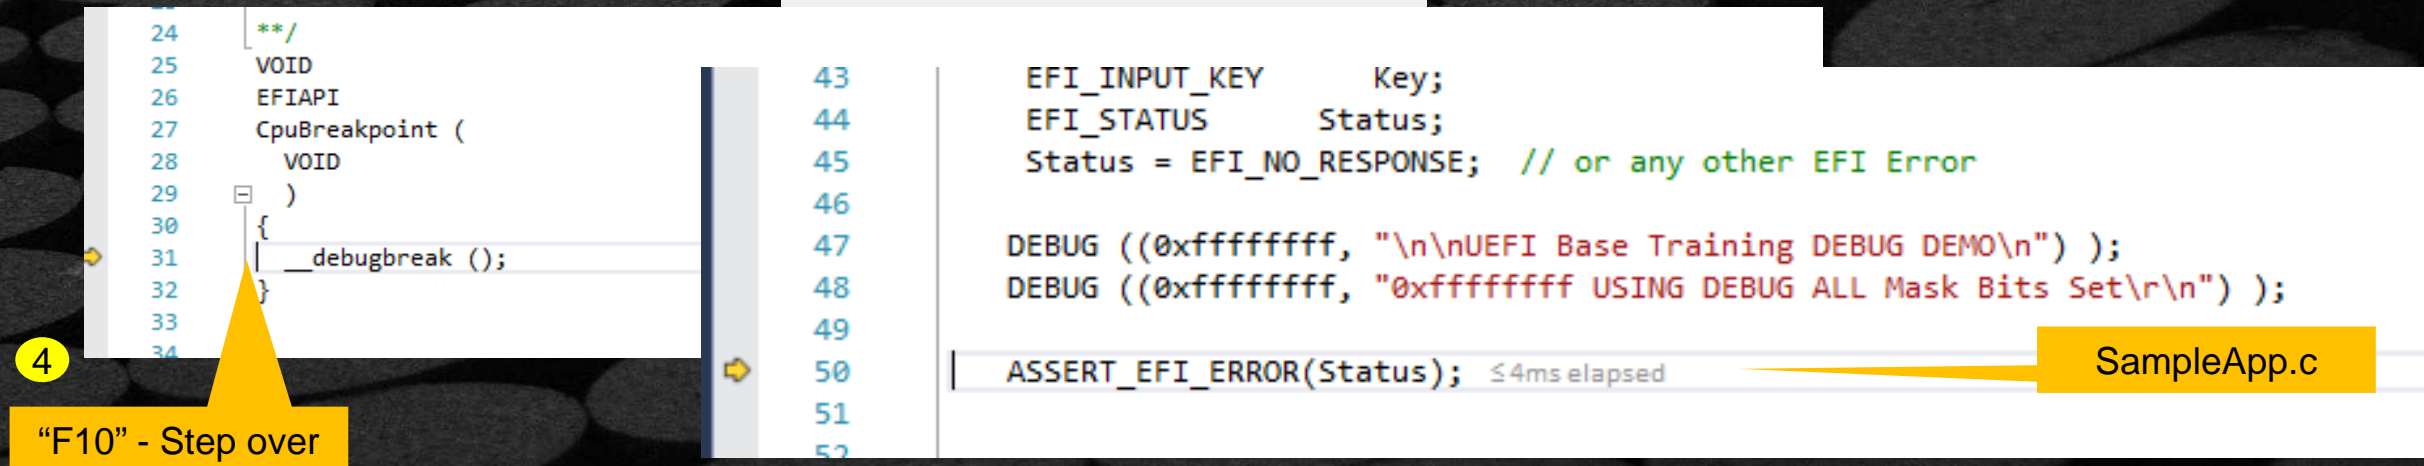 24 **/
25 VOID
26 EFIAPI
27 CpuBreakpoint (
28 VOID
29 )
30 {
31 __debugbreak ();
32 }
33
34
4
“F10” - Step over
43 EFI_INPUT_KEY Key;
44 EFI_STATUS Status;
45 Status = EFI_NO_RESPONSE; // or any other EFI Error
46
47 DEBUG ((0xffffffff, "\n\nUEFI Base Training DEBUG DEMO\n") );
48 DEBUG ((0xffffffff, "0xffffffff USING DEBUG ALL Mask Bits Set\r\n") );
49
50 ASSERT_EFI_ERROR(Status); ≤4ms elapsed
51
52
SampleApp.c